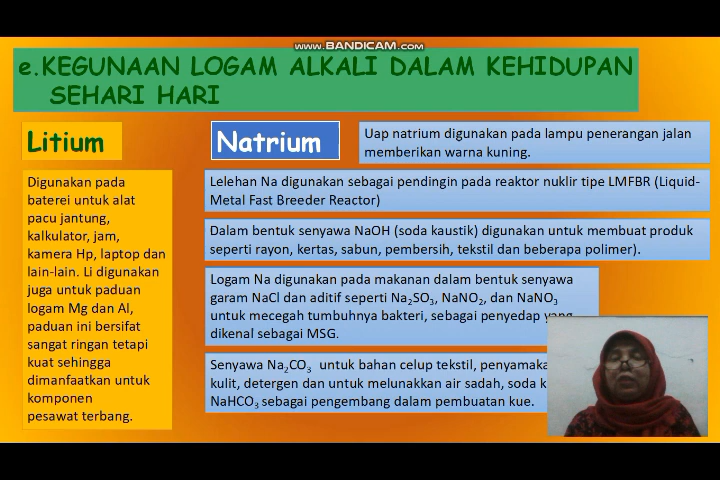 www.BANDICAM.com
e.KEGUNAAN LOGAM ALKALI DALAM KEHIDUPAN
SEHARI HARI
Litium
Digunakan pada
baterei untuk alat
pacu jantung,
kalkulator, jam,
kamera Hp, laptop dan
lain-lain. Li digunakan
juga untuk paduan
logam Mg dan Al,
paduan ini bersifat
sangat ringan tetapi
kuat sehingga
dimanfaatkan untuk
komponen
pesawat terbang.
Natrium
Uap natrium digunakan pada lampu penerangan jalan
memberikan warna kuning.
Lelehan Na digunakan sebagai pendingin pada reaktor nuklir tipe LMFBR (Liquid-
Metal Fast Breeder Reactor)
Dalam bentuk senyawa NaOH (soda kaustik) digunakan untuk membuat produk
seperti rayon, kertas, sabun, pembersih, tekstil dan beberapa polimer).
Logam Na digunakan pada makanan dalam bentuk senyawa
garam NaCl dan aditif seperti Na₂SO₃, NaNO₂, dan NaNO₃
untuk mecegah tumbuhnya bakteri, sebagai penyedap yang
dikenal sebagai MSG.
Senyawa Na₂CO₃ untuk bahan celup tekstil,
kulit, detergen dan untuk melunakkan air sadah, soda
NaHCO₃ sebagai pengembang dalam pembuatan kue.